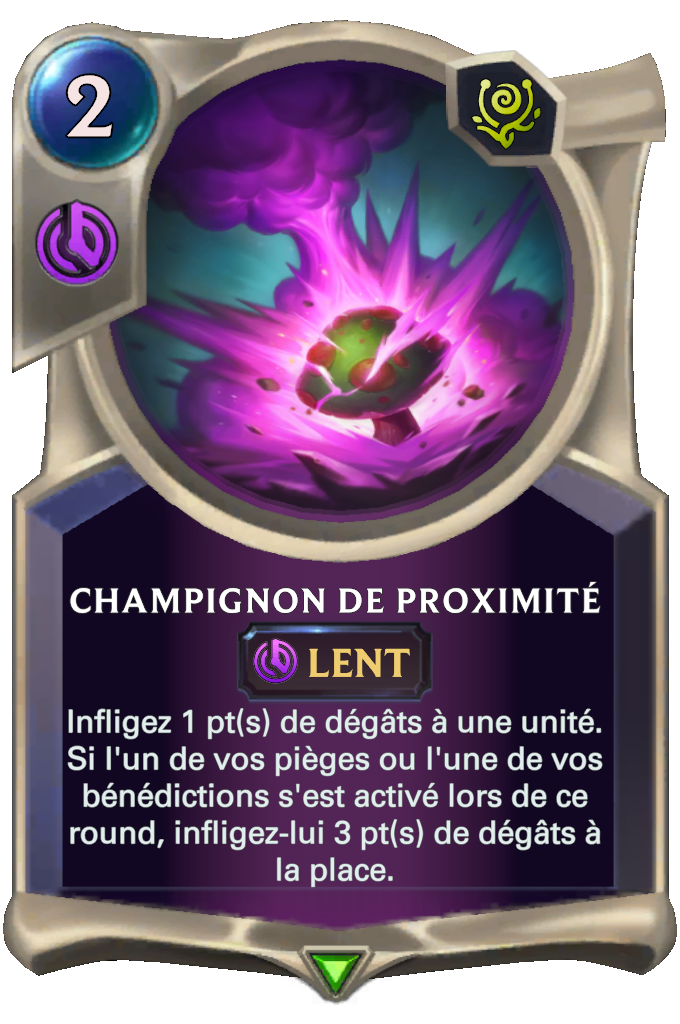 2
CHAMPIGNON DE PROXIMITÉ
LENT
Infligez 1 pt(s) de dégâts à une unité.
Si l'un de vos pièges ou l'une de vos
bénédictions s'est activé lors de ce
round, infligez-lui 3 pt(s) de dégâts à
la place.